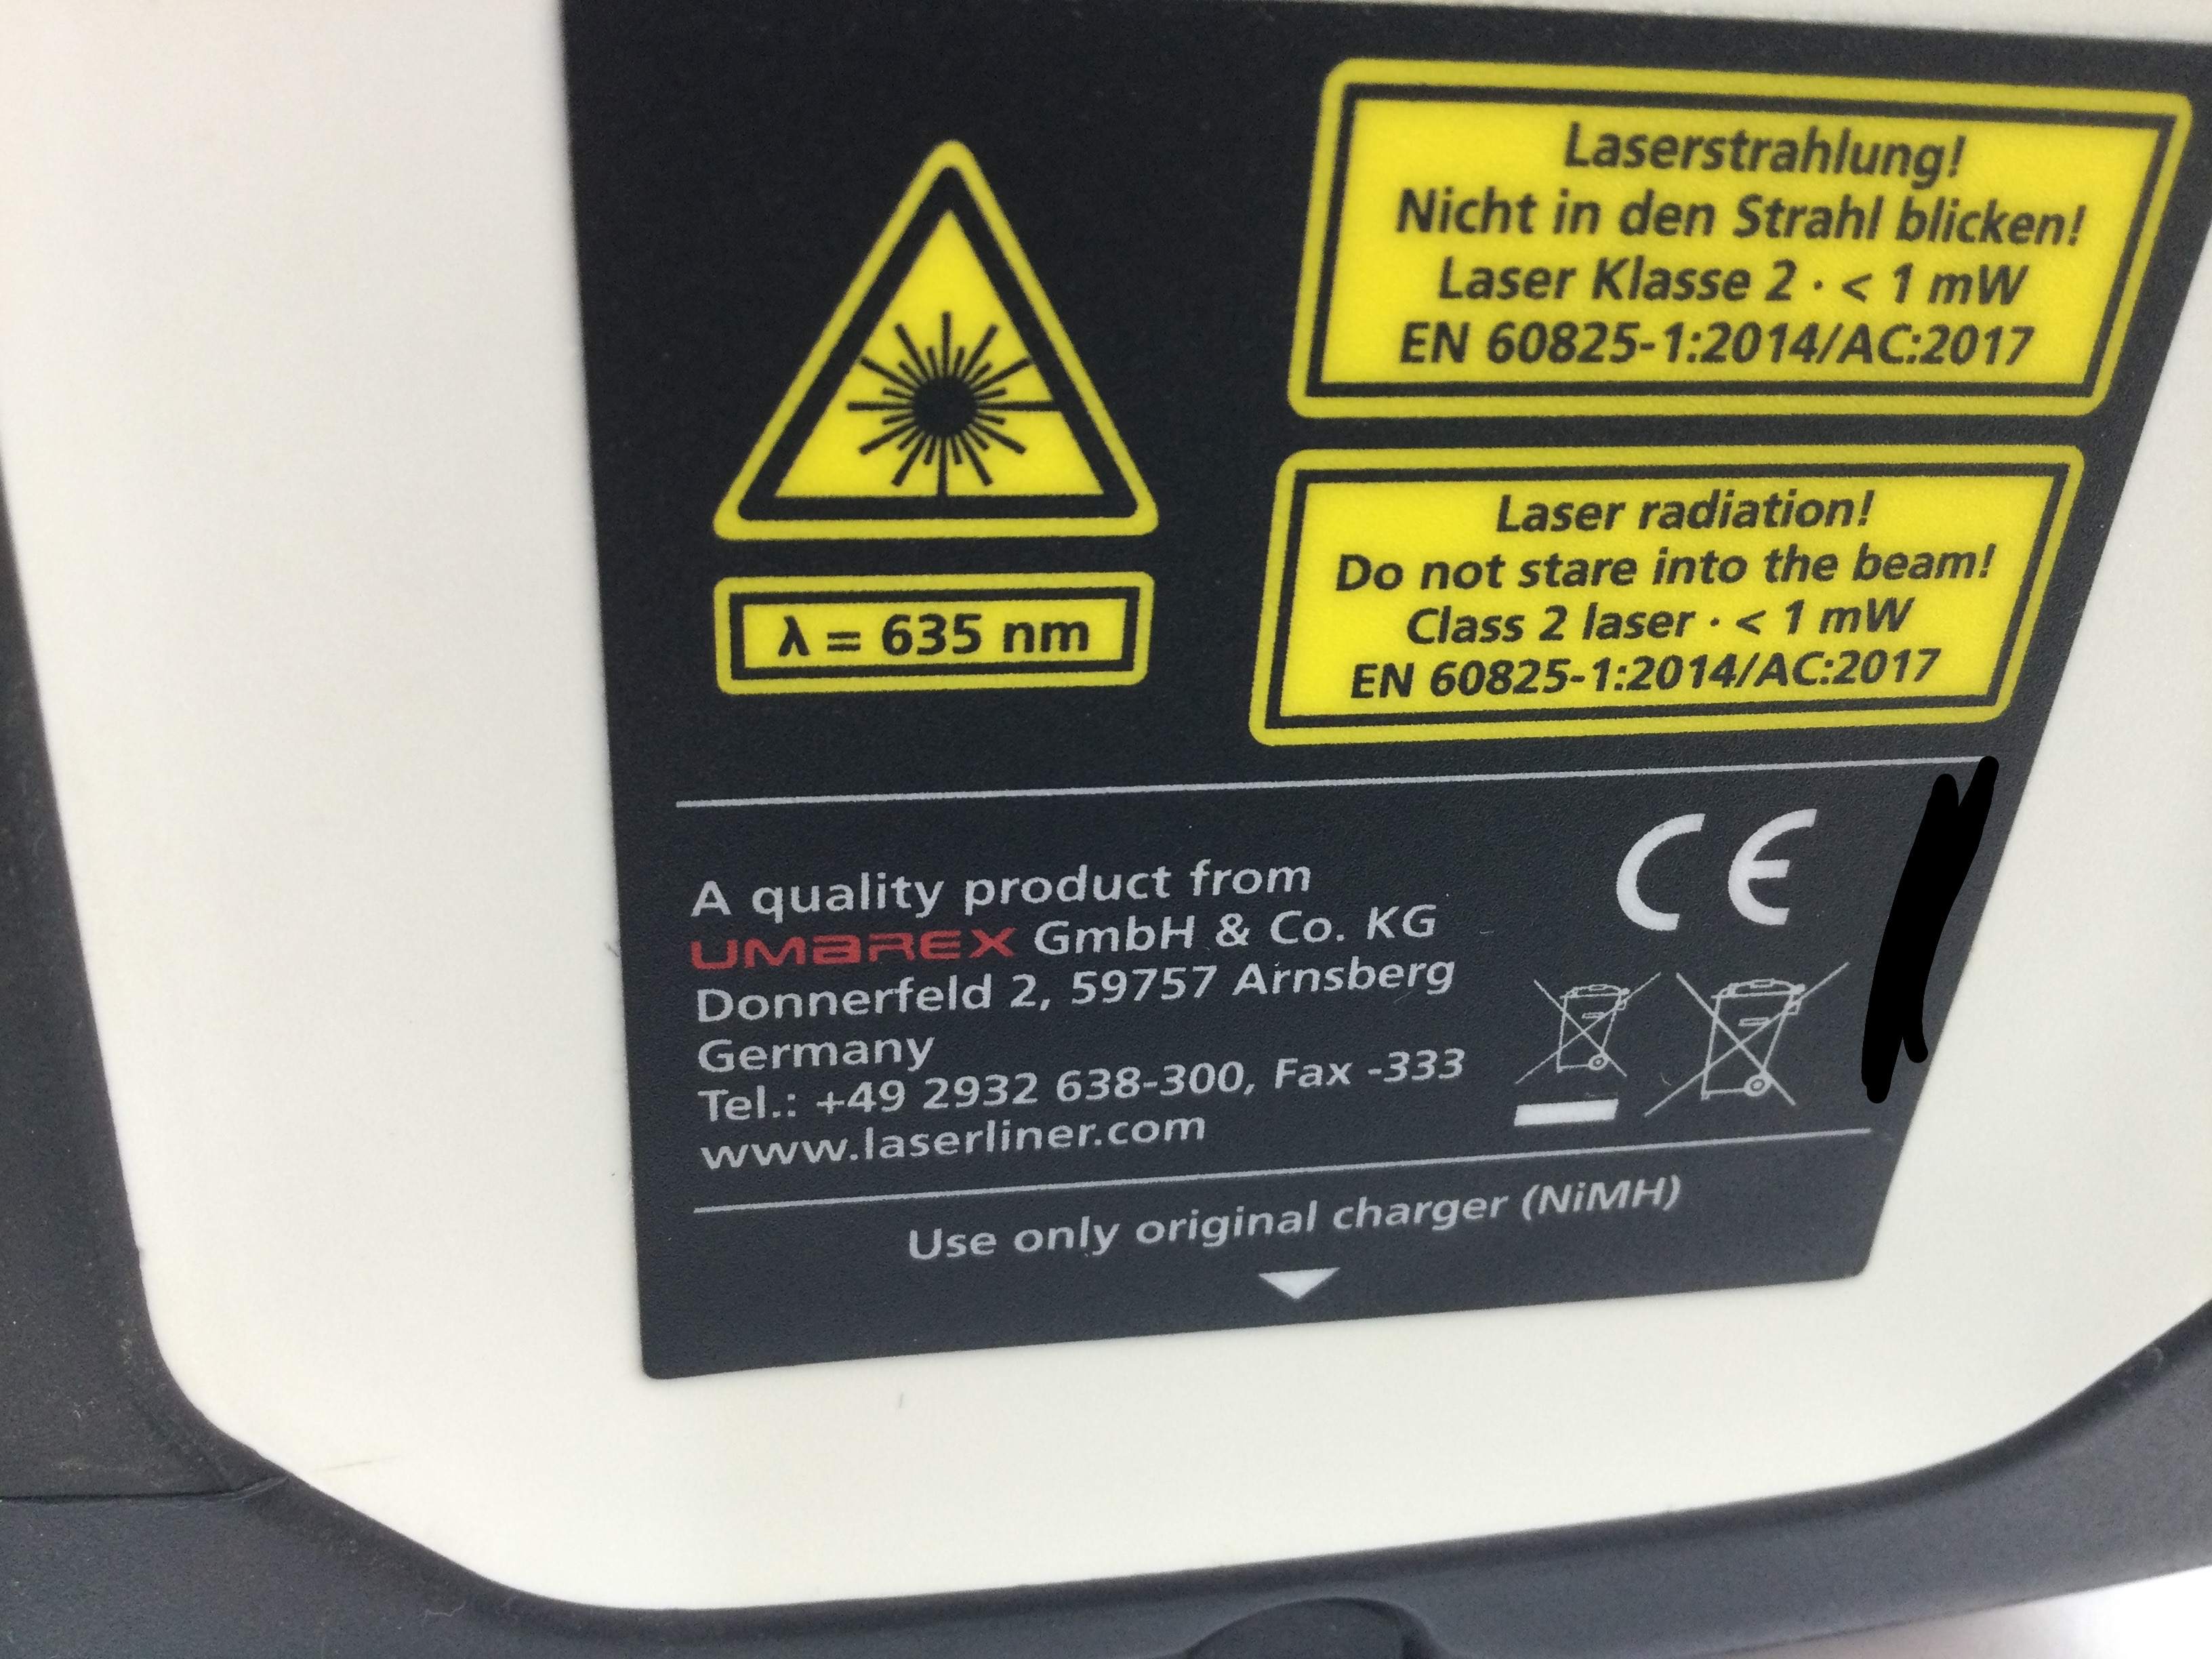 Laserstrahlung!
Nicht in den Strahl blicken!
Laser Klasse 2 · < 1 mW
EN 60825-1:2014/AC:2017
λ = 635 nm
Laser radiation!
Do not stare into the beam!
Class 2 laser · < 1 mW
EN 60825-1:2014/AC:2017
A quality product from
UMAREX GmbH & Co. KG
Donnerfeld 2, 59757 Arnsberg
Germany
Tel.: +49 2932 638-300, Fax -333
www.laserliner.com
CE
Use only original charger (NiMH)